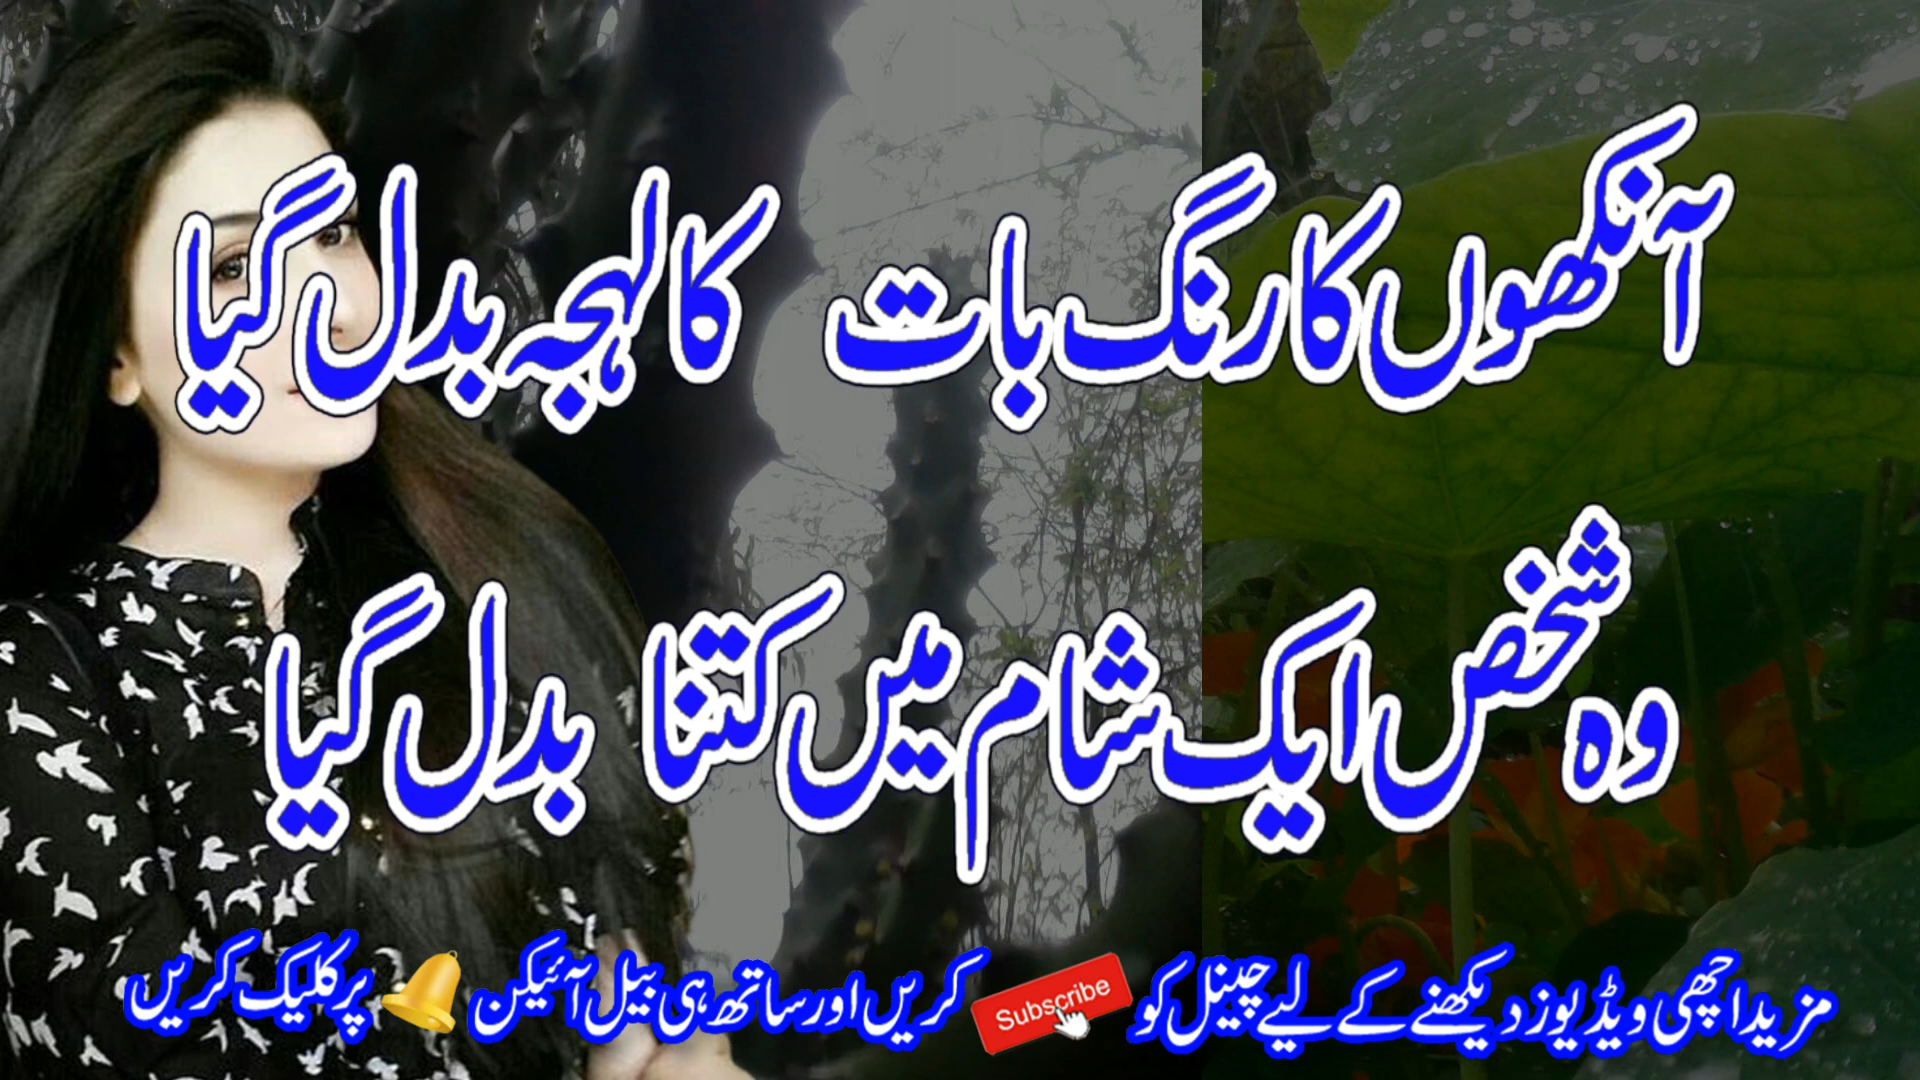 آنکھوں کا رنگ بات کا لہجہ بدل گیا
وہ شخص ایک شام میں کتنا بدل گیا
مزید اچھی ویڈیوز دیکھنے کے لیے چینل کو Subscribe کریں اور ساتھ ہی بیل آئیکن پر کلیک کریں